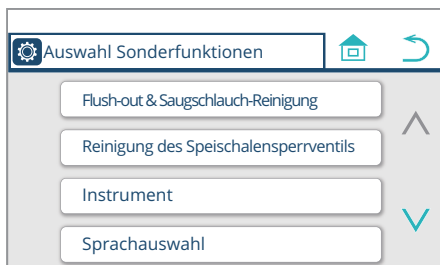 Auswahl Sonderfunktionen
Flush-out & Saugschlauch-Reinigung
Reinigung des Speischalensperrventils
Instrument
Sprachauswahl